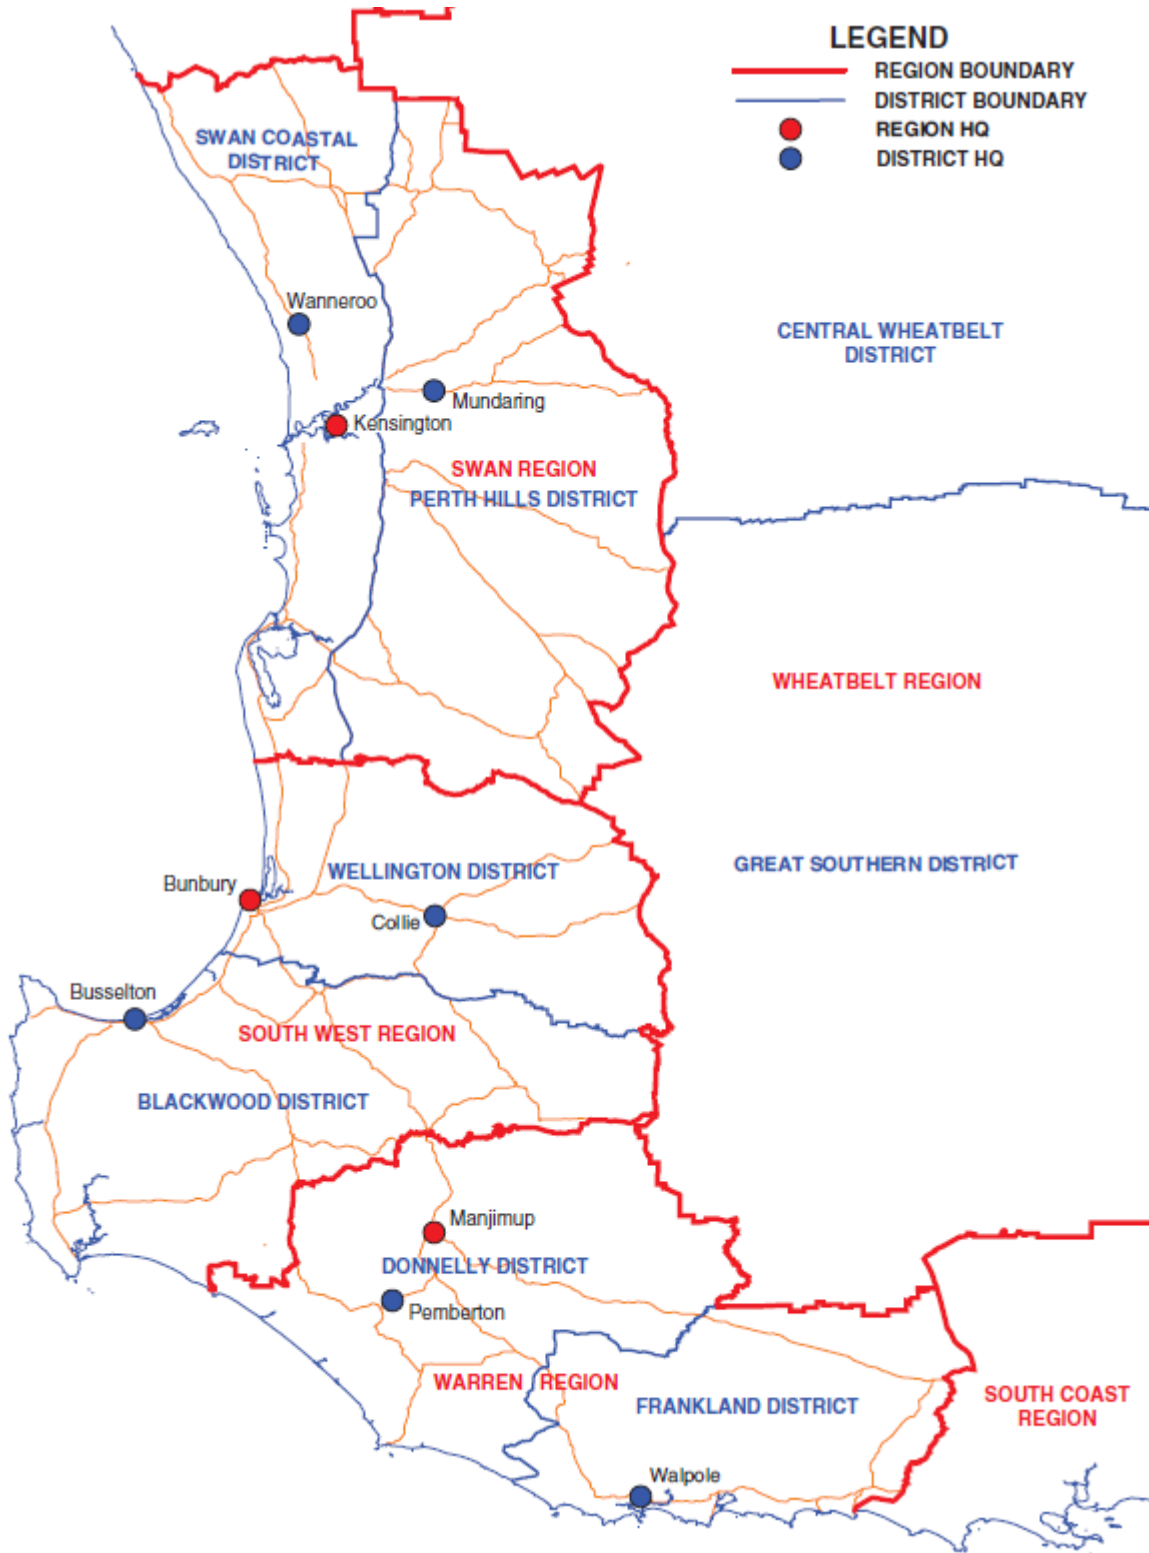 LEGEND
REGION BOUNDARY
DISTRICT BOUNDARY
REGION HQ
DISTRICT HQ
SWAN COASTAL
DISTRICT
Wanneroo
CENTRAL WHEATBELT
DISTRICT
Mundaring
Kensington
SWAN REGION
PERTH HILLS DISTRICT
WHEATBELT REGION
WELLINGTON DISTRICT
GREAT SOUTHERN DISTRICT
Bunbury
Collie
Busselton
SOUTH WEST REGION
BLACKWOOD DISTRICT
Manjimup
DONNELLY DISTRICT
Pemberton
WARREN REGION
FRANKLAND DISTRICT
SOUTH COAST
REGION
Walpole